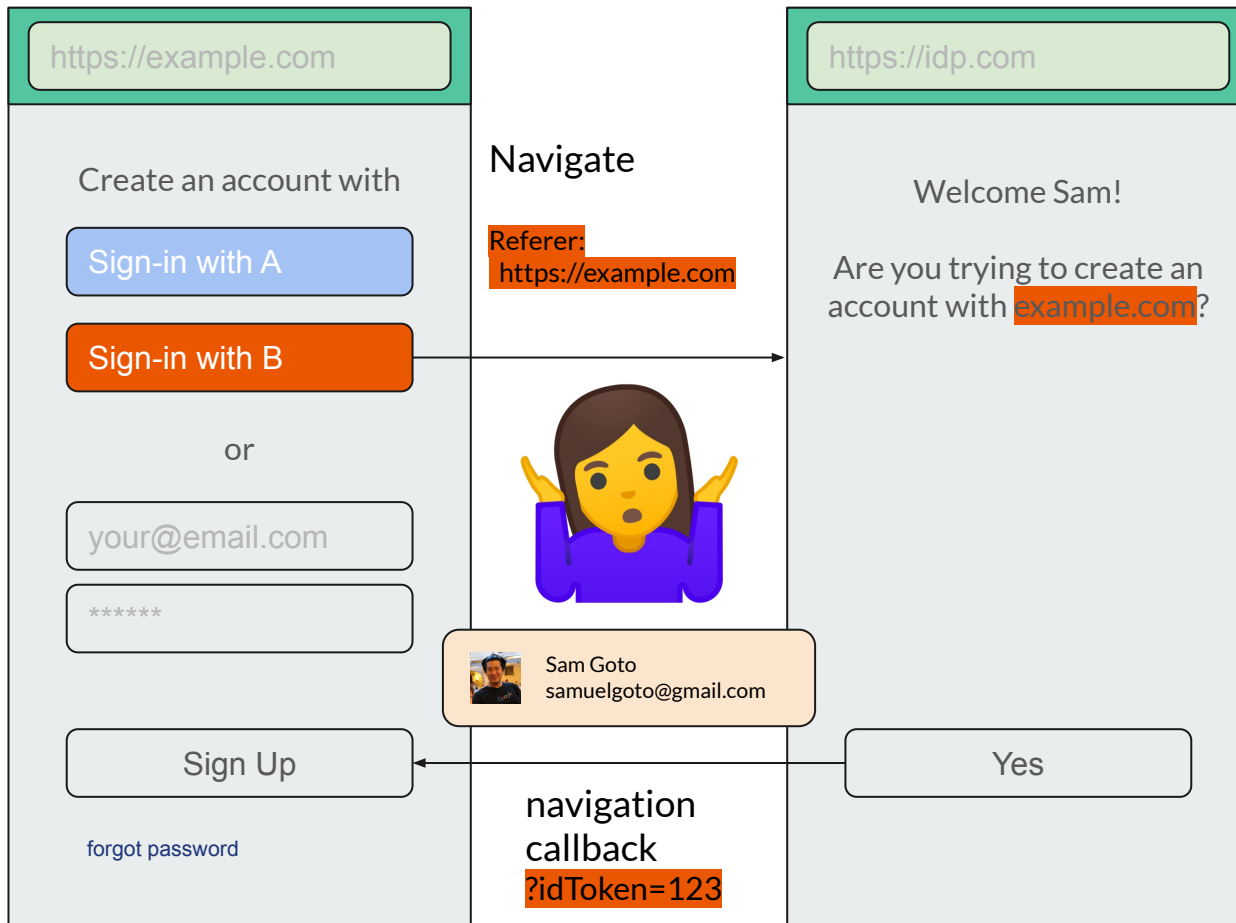 https://example.com
Create an account with
Sign-in with A
Sign-in with B
or
your@email.com
******
Sign Up
forgot password
Navigate
Referer:
https://example.com
Sam Goto
samuelgoto@gmail.com
navigation
callback
?idToken=123
https://idp.com
Welcome Sam!
Are you trying to create an
account with example.com?
Yes